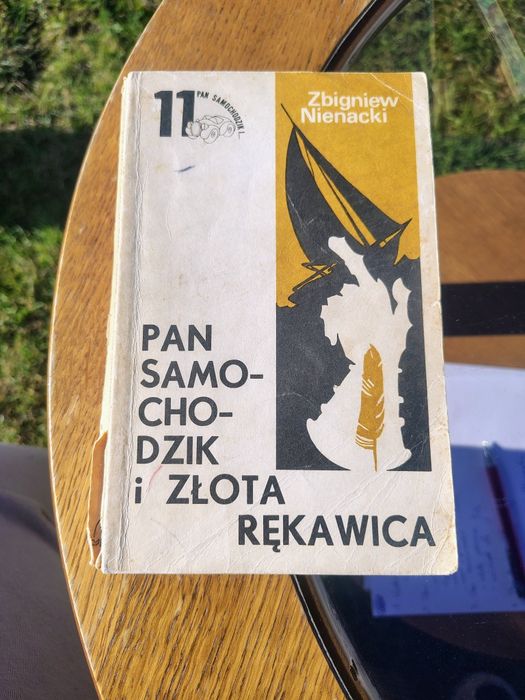 11
PAN SAMOCHODZIK I...
Zbigniew
Nienacki
PAN
SAMO-
CHO-
DZIK
i ZŁOTA
RĘKAWICA